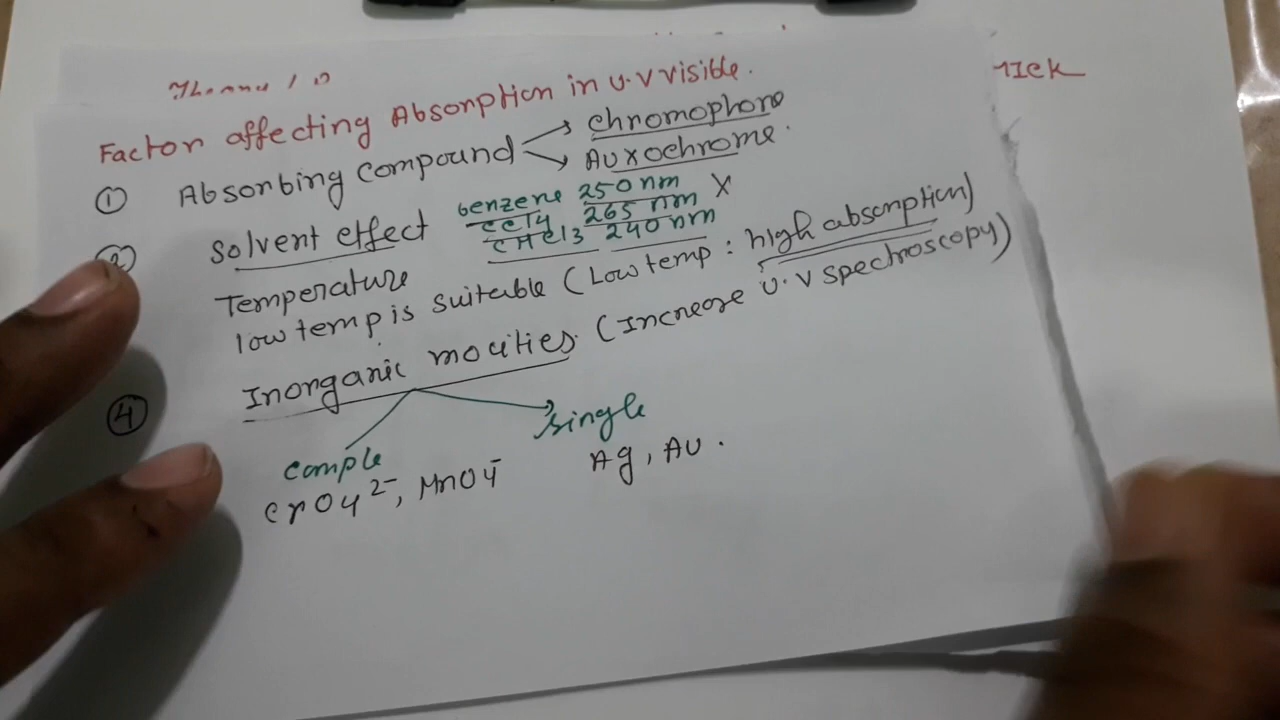 Factor affecting Absorption in U.V visible.
① Absorbing compound chromophore
Auxochrome.
② Solvent effect benzene 250 nm X
CCl4 265 nm
CHCl3 240 nm
Temperature
low temp is suitable (Low temp: high absorption)
④ Inorganic moities. (Increase U.V spectroscopy)
comple single
CrO4 2-, MnO4- Ag, AU.